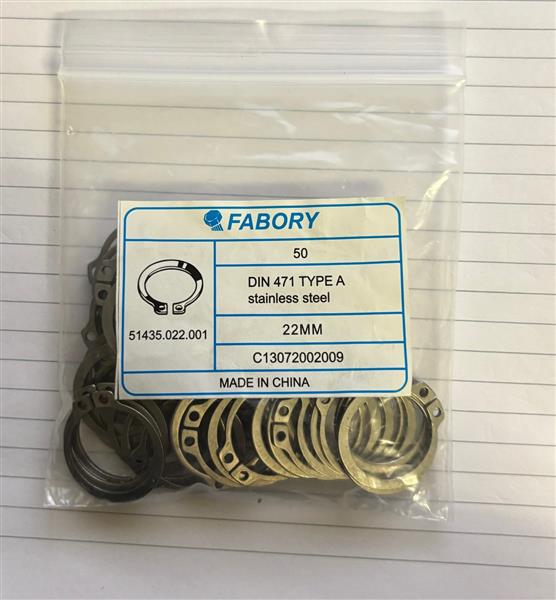 FABORY
50
DIN 471 TYPE A
stainless steel
51435.022.001
22MM
C13072002009
MADE IN CHINA